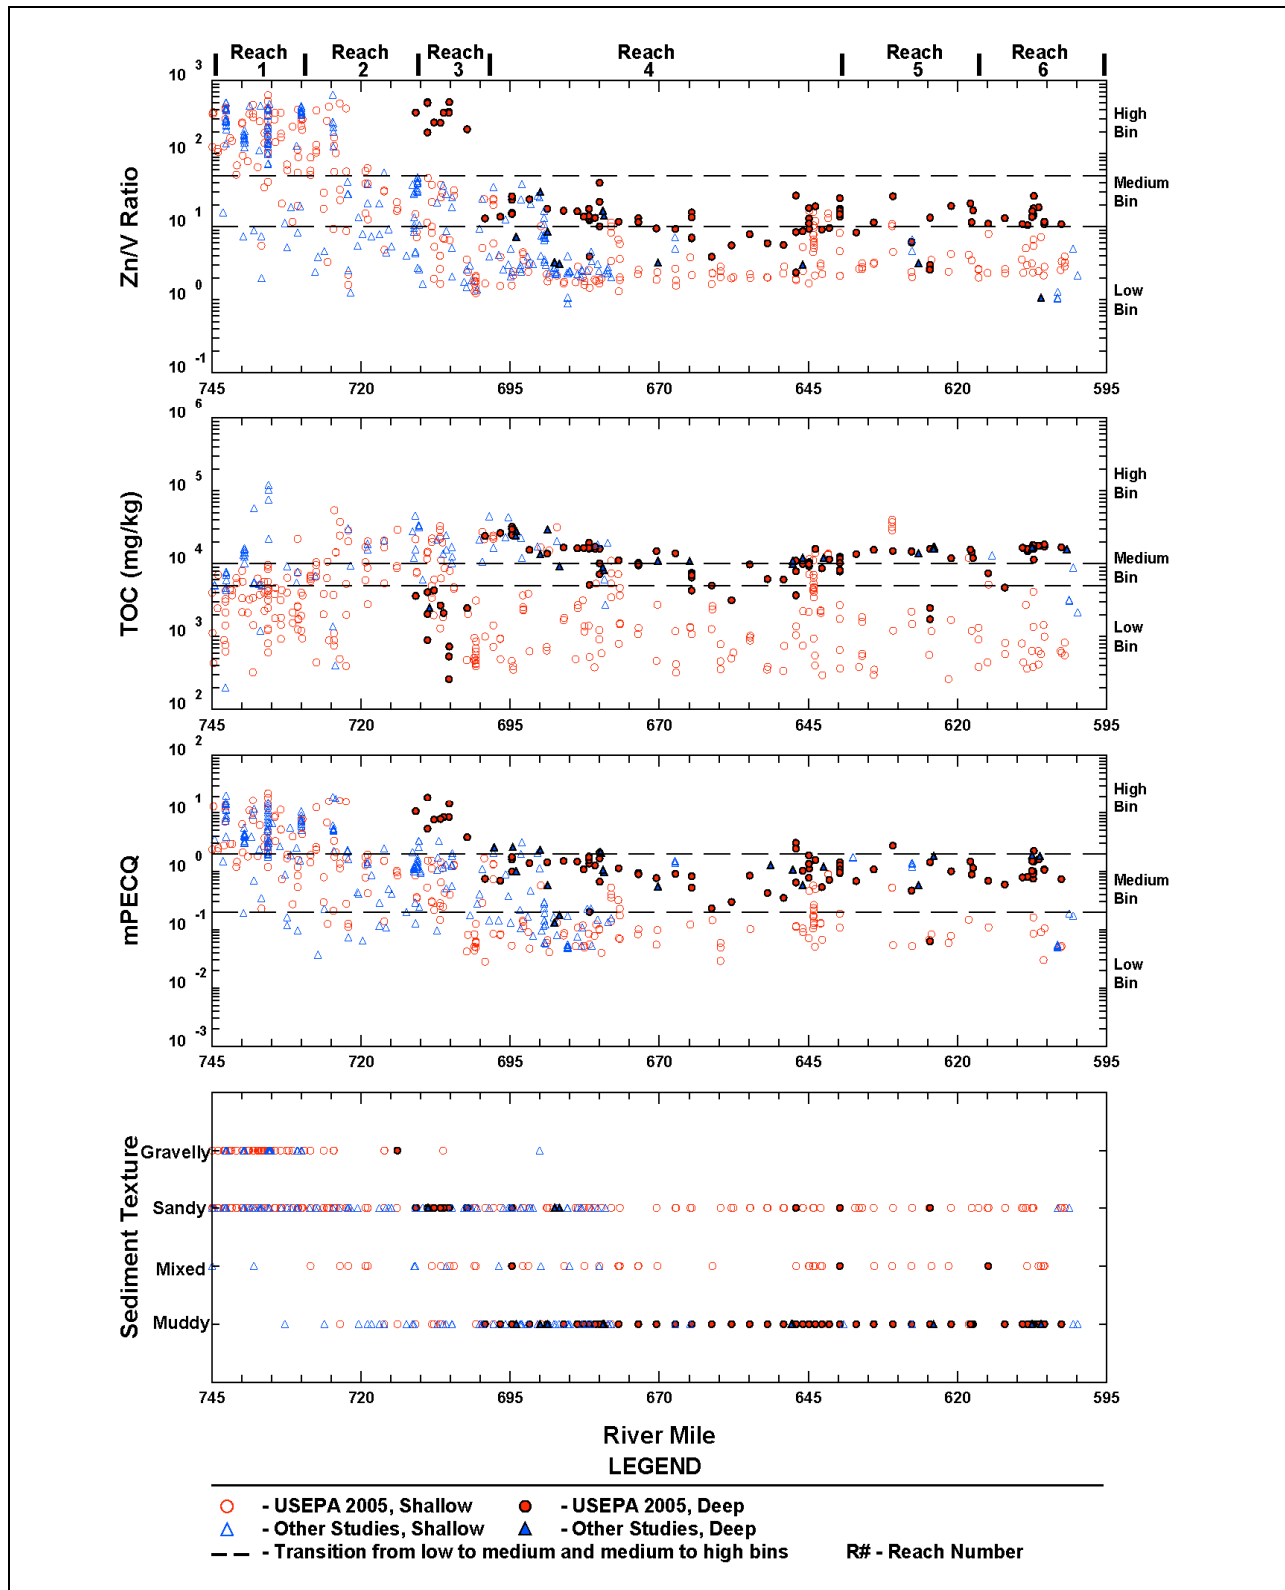 Reach 1 Reach 2 Reach 3 Reach 4 Reach 5 Reach 6
Zn/V Ratio
10 3
10 2
10 1
10 0
10 -1
High Bin
Medium Bin
Low Bin
745 720 695 670 645 620 595
TOC (mg/kg)
10 6
10 5
10 4
10 3
10 2
High Bin
Medium Bin
Low Bin
745 720 695 670 645 620 595
mPECQ
10 2
10 1
10 0
10 -1
10 -2
10 -3
High Bin
Medium Bin
Low Bin
745 720 695 670 645 620 595
Sediment Texture
Gravelly
Sandy
Mixed
Muddy
745 720 695 670 645 620 595
River Mile
LEGEND
- USEPA 2005, Shallow - USEPA 2005, Deep
- Other Studies, Shallow - Other Studies, Deep
- Transition from low to medium and medium to high bins R# - Reach Number